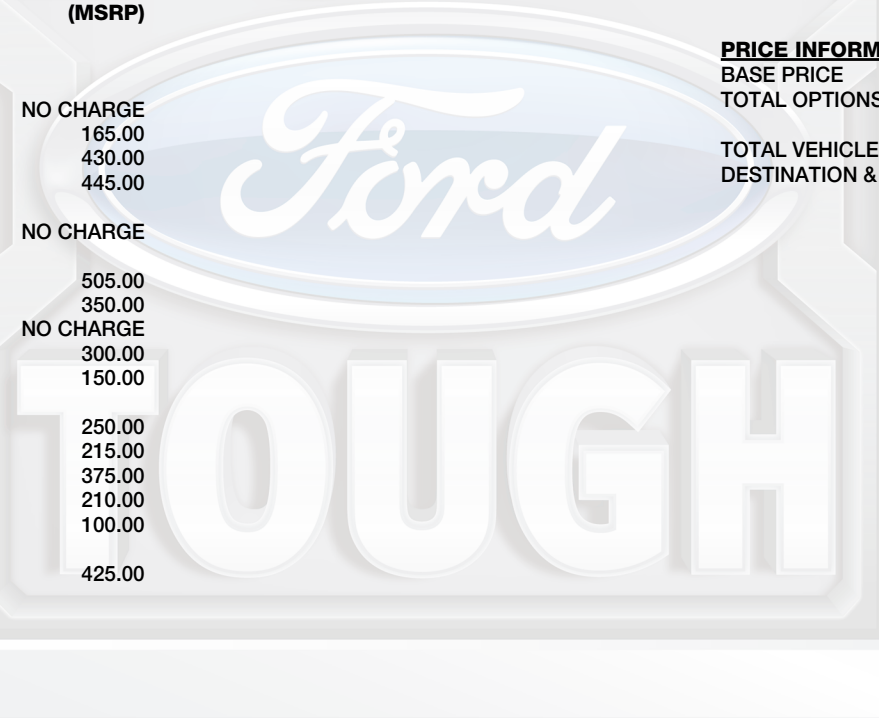 (MSRP)
NO CHARGE
165.00
430.00
445.00
NO CHARGE
505.00
350.00
NO CHARGE
300.00
150.00
250.00
215.00
375.00
210.00
100.00
425.00
PRICE INFORM
BASE PRICE
TOTAL OPTIONS
TOTAL VEHICLE
DESTINATION &
Ford
TOUGH